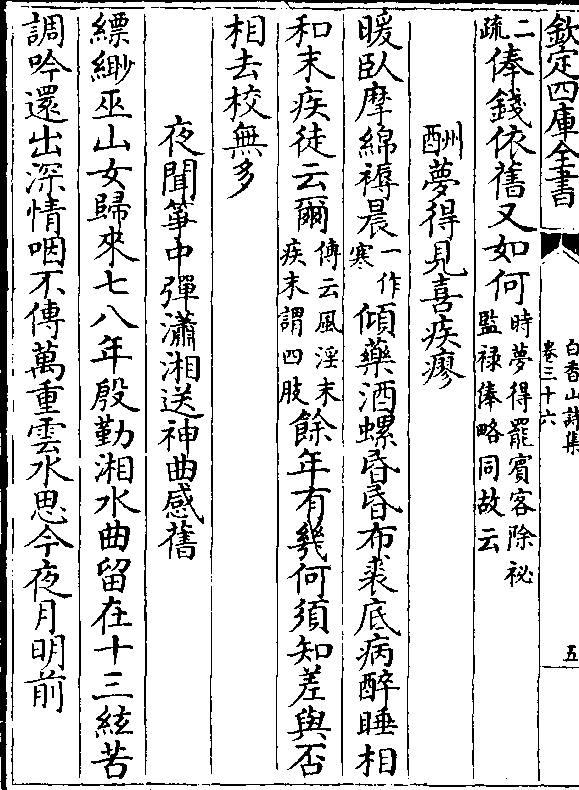 欽定四庫全書
白香山詩集
卷三十六
五
二疏俸錢依舊又如何時夢得罷賓客除祕監禄俸略同故云
酬夢得見喜疾瘳
暖臥摩綿褥晨一作寒傾藥酒螺昏昏布裘底病醉睡相
和末疾徒云爾傳云風淫末疾末謂四肢餘年有幾何須知差與否
相去校無多
夜聞箏中彈瀟湘送神曲感舊
縹緲巫山女歸來七八年殷勤湘水曲留在十三絃苦
調吟還出深情咽不傳萬重雲水思今夜月明前